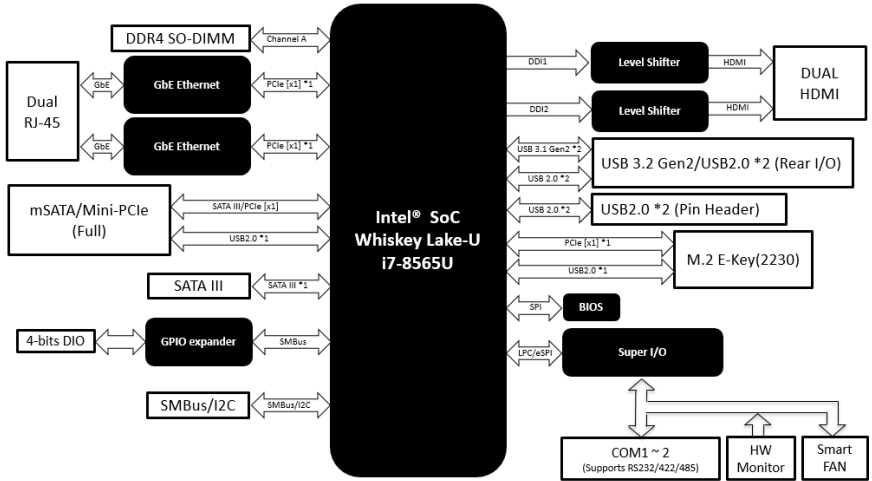 DDR4 SO-DIMM
Channel A
Dual
RJ-45
GbE
GbE Ethernet
PCIe [x1] *1
GbE
GbE Ethernet
PCIe [x1] *1
mSATA/Mini-PCIe
(Full)
SATA III/PCIe [x1]
USB2.0 *1
SATA III
SATA III *1
4-bits DIO
GPIO expander
SMBus
SMBus/I2C
SMBus/I2C
Intel® SoC
Whiskey Lake-U
i7-8565U
DDI1
Level Shifter
HDMI
DDI2
Level Shifter
HDMI
DUAL
HDMI
USB 3.1 Gen2 *2
USB 2.0 *2
USB 3.2 Gen2/USB2.0 *2 (Rear I/O)
USB 2.0 *2
USB2.0 *2 (Pin Header)
PCIe [x1] *1
USB2.0 *1
M.2 E-Key(2230)
SPI
BIOS
LPC/eSPI
Super I/O
COM1 ~ 2
(Supports RS232/422/485)
HW
Monitor
Smart
FAN